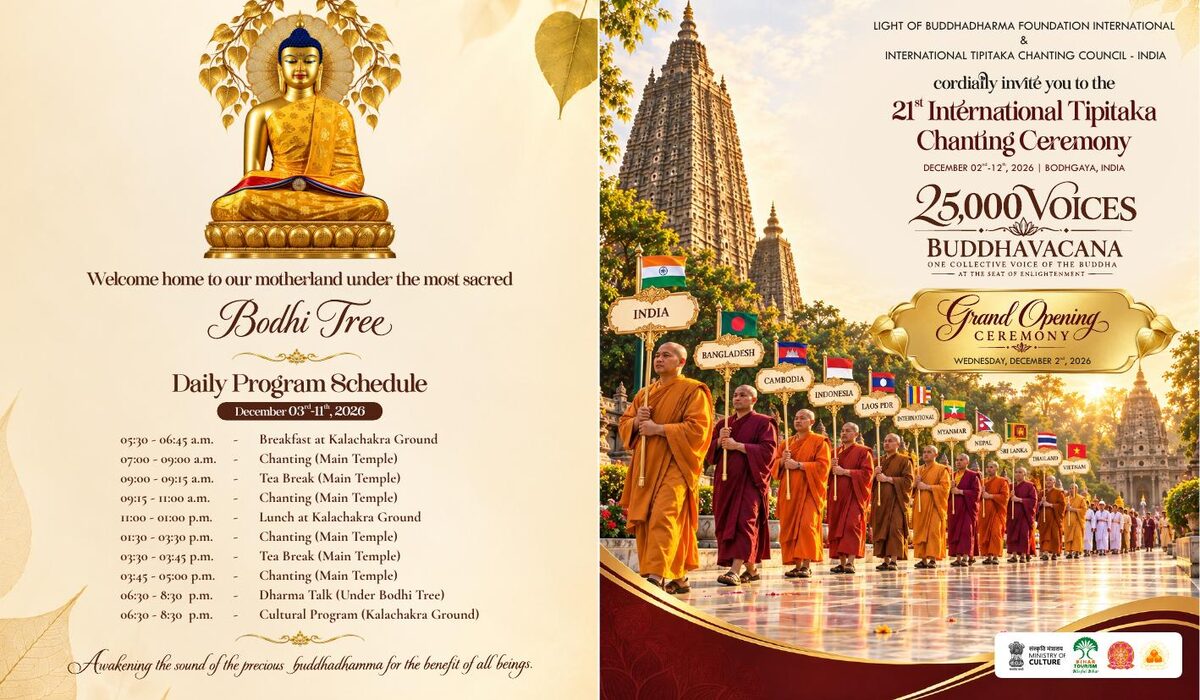 Welcome home to our motherland under the most sacred
Bodhi Tree
Daily Program Schedule
December 03rd-11th, 2026
05:30 - 06:45 a.m. - Breakfast at Kalachakra Ground
07:00 - 09:00 a.m. - Chanting (Main Temple)
09:00 - 09:15 a.m. - Tea Break (Main Temple)
09:15 - 11:00 a.m. - Chanting (Main Temple)
11:00 - 01:00 p.m. - Lunch at Kalachakra Ground
01:30 - 03:30 p.m. - Chanting (Main Temple)
03:30 - 03:45 p.m. - Tea Break (Main Temple)
03:45 - 05:00 p.m. - Chanting (Main Temple)
06:30 - 8:30 p.m. - Dharma Talk (Under Bodhi Tree)
06:30 - 8:30 p.m. - Cultural Program (Kalachakra Ground)
Awakening the sound of the precious buddhadhamma for the benefit of all beings.
LIGHT OF BUDDHADHARMA FOUNDATION INTERNATIONAL
&
INTERNATIONAL TIPITAKA CHANTING COUNCIL - INDIA
cordially invite you to the
21st International Tipitaka
Chanting Ceremony
DECEMBER 02nd-12th, 2026 | BODHGAYA, INDIA
25,000 VOICES
BUDDHAVACANA
ONE COLLECTIVE VOICE OF THE BUDDHA
AT THE SEAT OF ENLIGHTENMENT
Grand Opening
CEREMONY
WEDNESDAY, DECEMBER 2nd, 2026
INDIA
BANGLADESH
CAMBODIA
INDONESIA
LAOS PDR
INTERNATIONAL
MYANMAR
NEPAL
SRI LANKA
THAILAND
VIETNAM
संस्कृति मंत्रालय
MINISTRY OF
CULTURE
BIHAR
TOURISM
Blissful Bihar